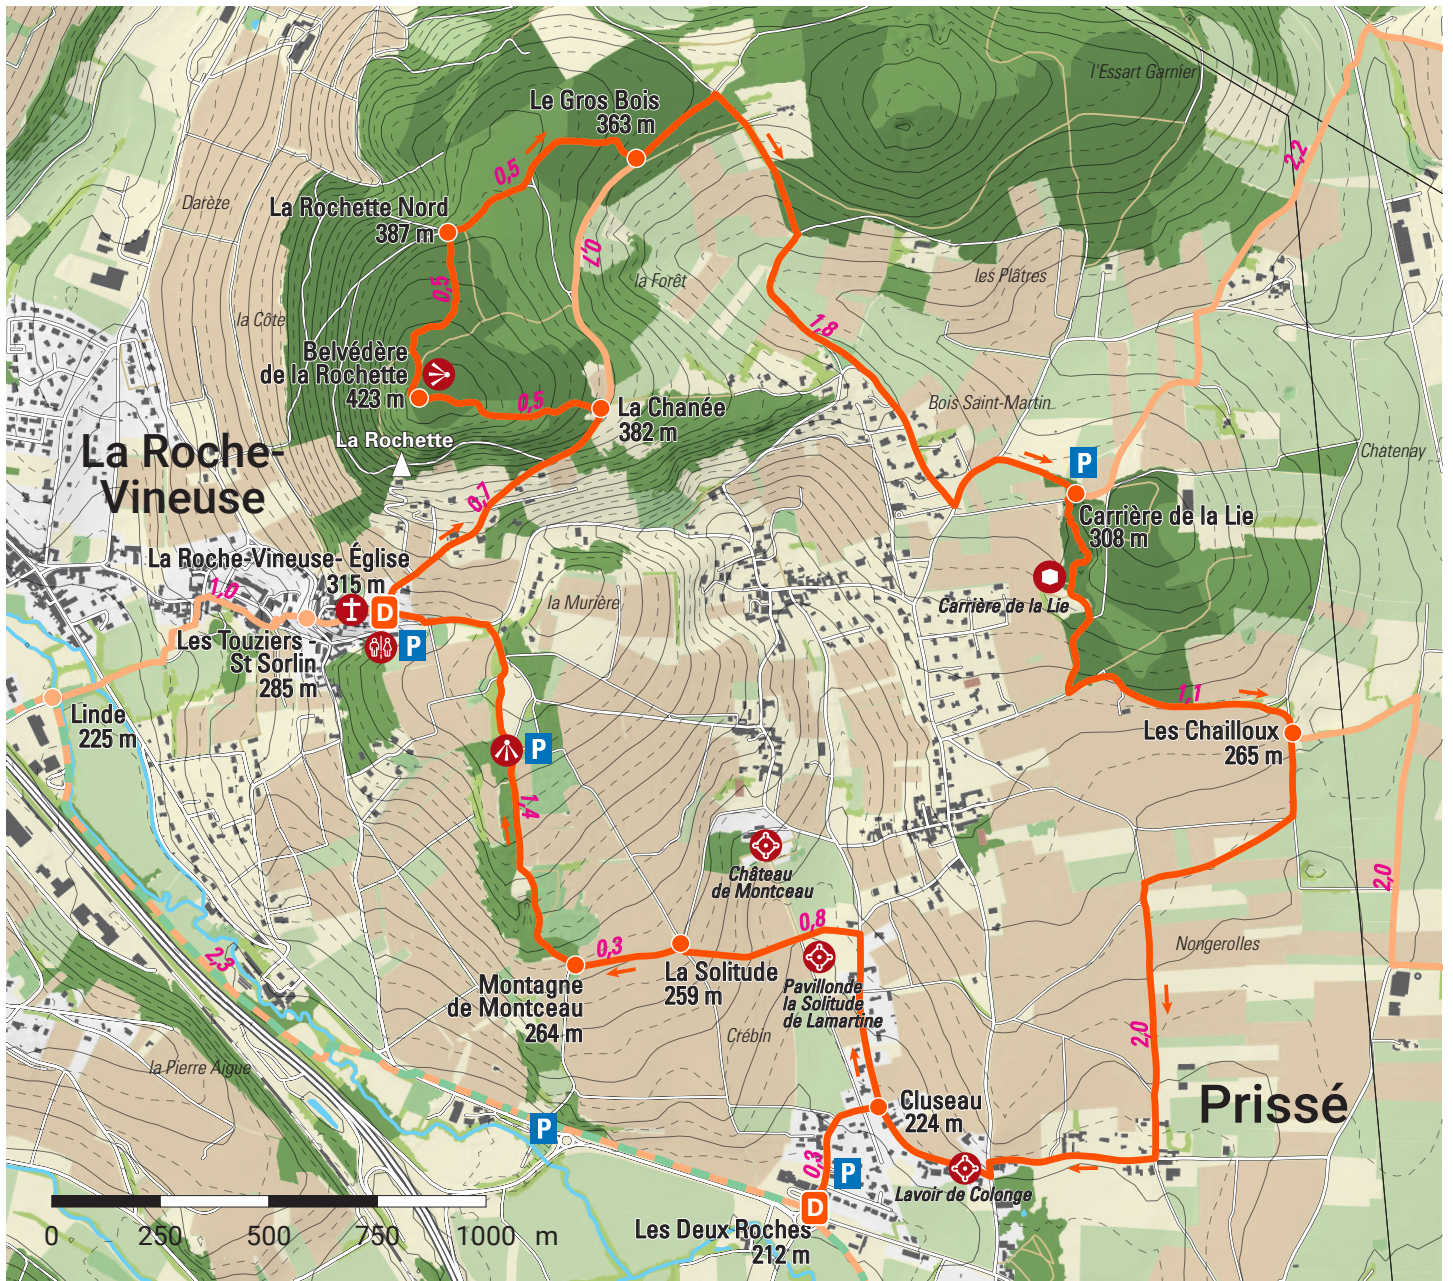 l'Essart Garnier
Le Gros Bois
363 m
2,2
0,5
Darèze
La Rochette Nord
387 m
0,7
la Forêt
les Plâtres
0,5
la Côte
1,8
Belvédère
de la Rochette
423 m
0,5
Bois Saint-Martin
La Chanée
382 m
La Rochette
La Roche-
Vineuse
Chatenay
P
0,7
Carrière de la Lie
308 m
La Roche-Vineuse- Église
315 m
1,0
D
la Murière
Carrière de la Lie
P
Les Touziers -
St Sorlin
285 m
1,1
Linde
225 m
Les Chailloux
265 m
P
1,4
Château
de Montceau
2,0
0,8
0,3
Nongerolles
2,3
La Solitude
259 m
Montagne
de Montceau
264 m
Pavillonde
la Solitude
de Lamartine
Crébin
2,0
la Pierre Aigue
Prissé
Cluseau
224 m
P
0,3
P
Lavoir de Colonge
D
Les Deux Roches
212 m
0 250 500 750 1000 m